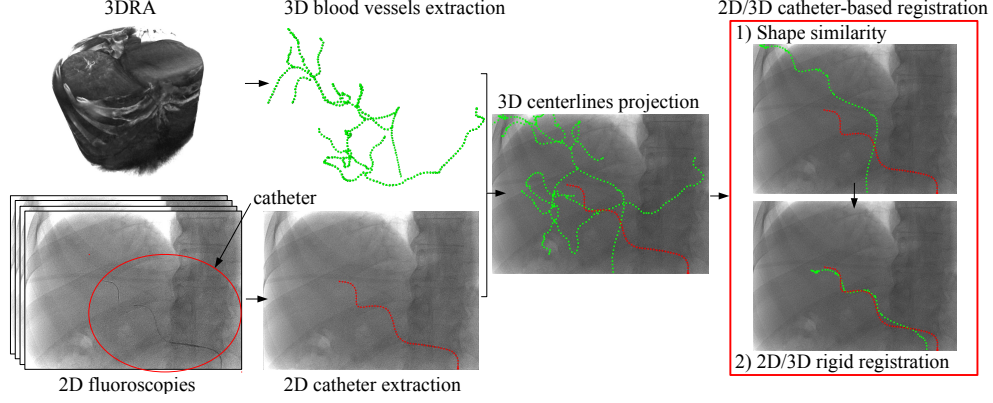 3DRA
3D blood vessels extraction
2D/3D catheter-based registration
1) Shape similarity
3D centerlines projection
catheter
2D fluoroscopies
2D catheter extraction
2) 2D/3D rigid registration